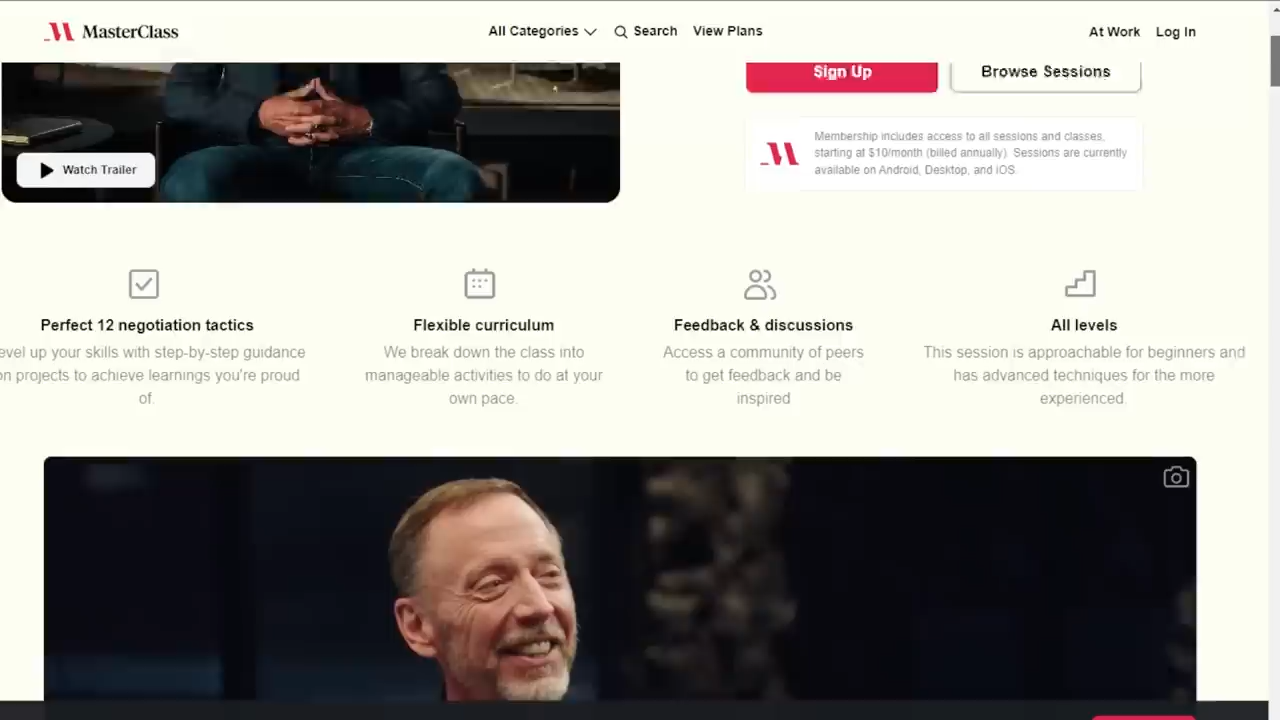 MasterClass
All Categories
Search
View Plans
At Work
Log In
Sign Up
Browse Sessions
Watch Trailer
Membership includes access to all sessions and classes,
starting at $10/month (billed annually). Sessions are currently
available on Android, Desktop, and iOS.
Perfect 12 negotiation tactics
evel up your skills with step-by-step guidance
on projects to achieve learnings you're proud
of.
Flexible curriculum
We break down the class into
manageable activities to do at your
own pace.
Feedback & discussions
Access a community of peers
to get feedback and be
inspired
All levels
This session is approachable for beginners and
has advanced techniques for the more
experienced.